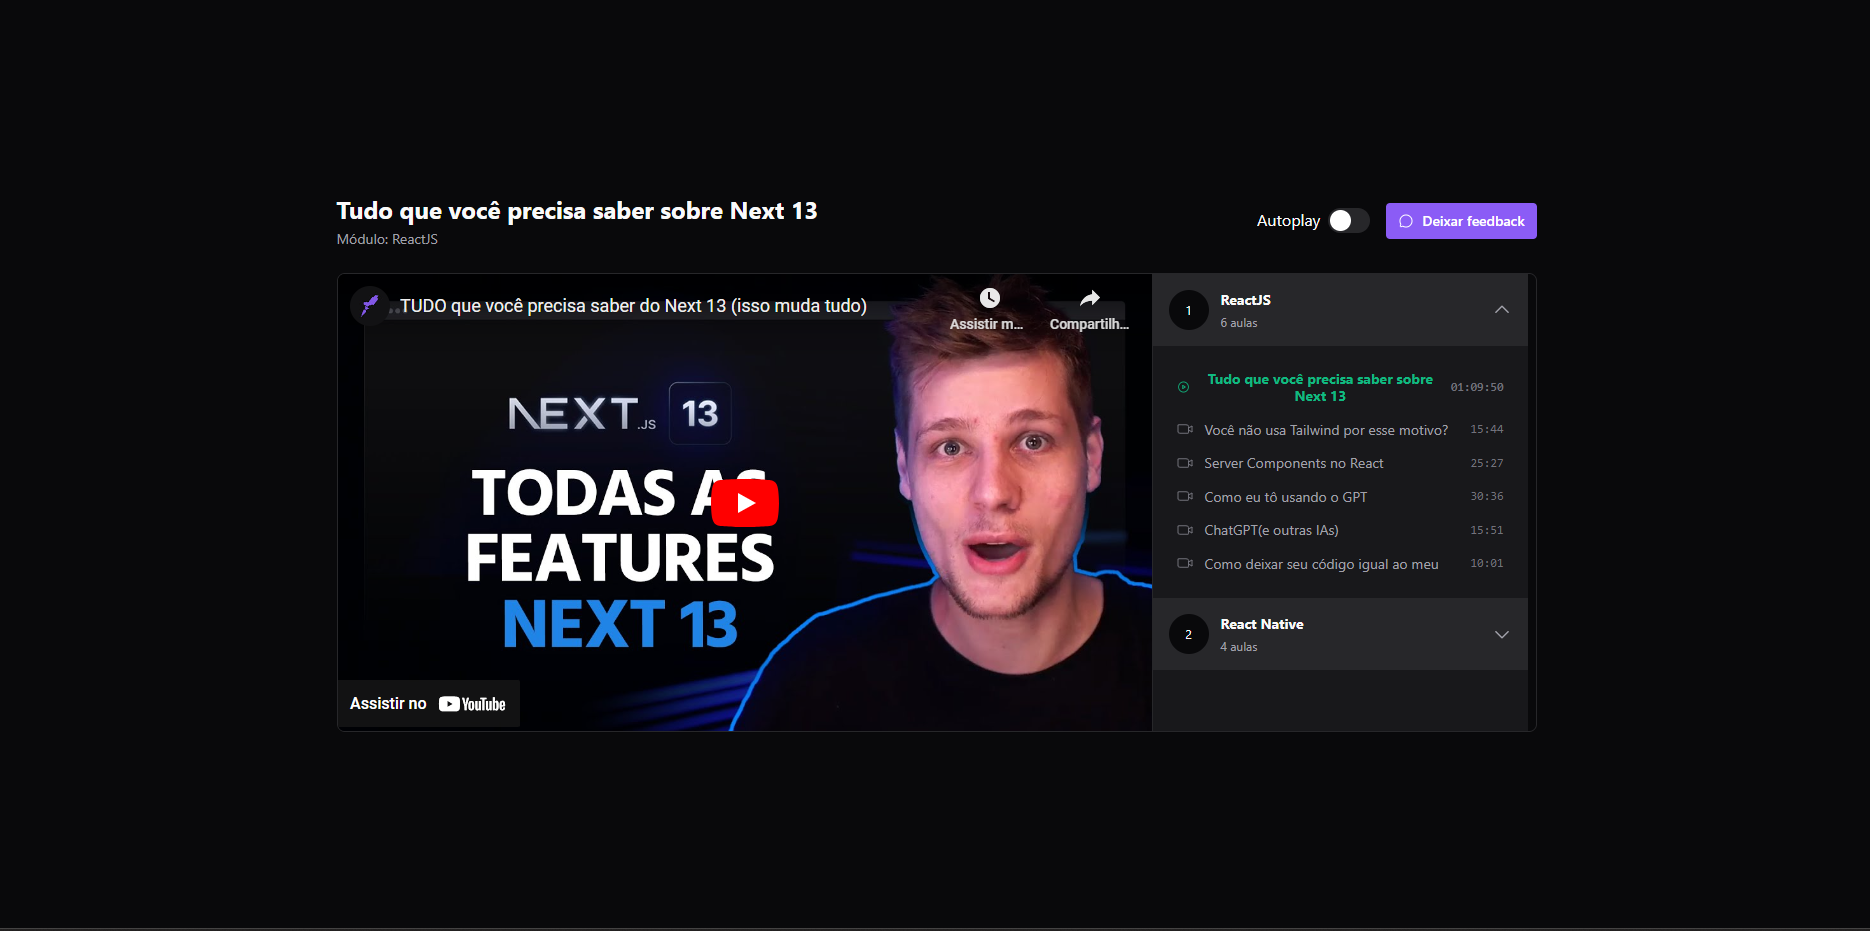 Tudo que você precisa saber sobre Next 13
Módulo: ReactJS
Autoplay
Deixar feedback
TUDO que você precisa saber do Next 13 (isso muda tudo)
Assistir m...
Compartilh...
NEXT.JS 13
TODAS AS
FEATURES
NEXT 13
Assistir no YouTube
1
ReactJS
6 aulas
Tudo que você precisa saber sobre
Next 13
01:09:50
Você não usa Tailwind por esse motivo? 15:44
Server Components no React 25:27
Como eu tô usando o GPT 30:36
ChatGPT(e outras IAs) 15:51
Como deixar seu código igual ao meu 10:01
2
React Native
4 aulas